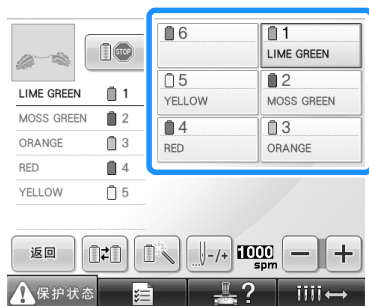 STOP
LIME GREEN 1
MOSS GREEN 2
ORANGE 3
RED 4
YELLOW 5
6
1
LIME GREEN
5
YELLOW
2
MOSS GREEN
4
RED
3
ORANGE
返回
-/+
1000
spm
－
＋
保护状态
?